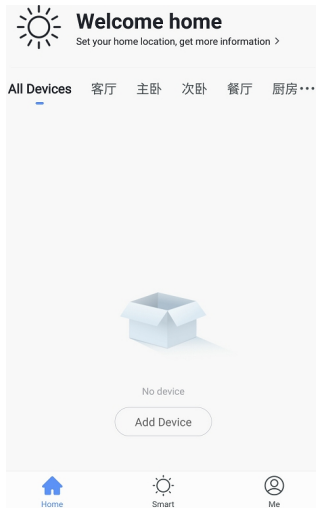 Welcome home
Set your home location, get more information >
All Devices 客厅 主卧 次卧 餐厅 厨房 ···
No device
Add Device
Home Smart Me